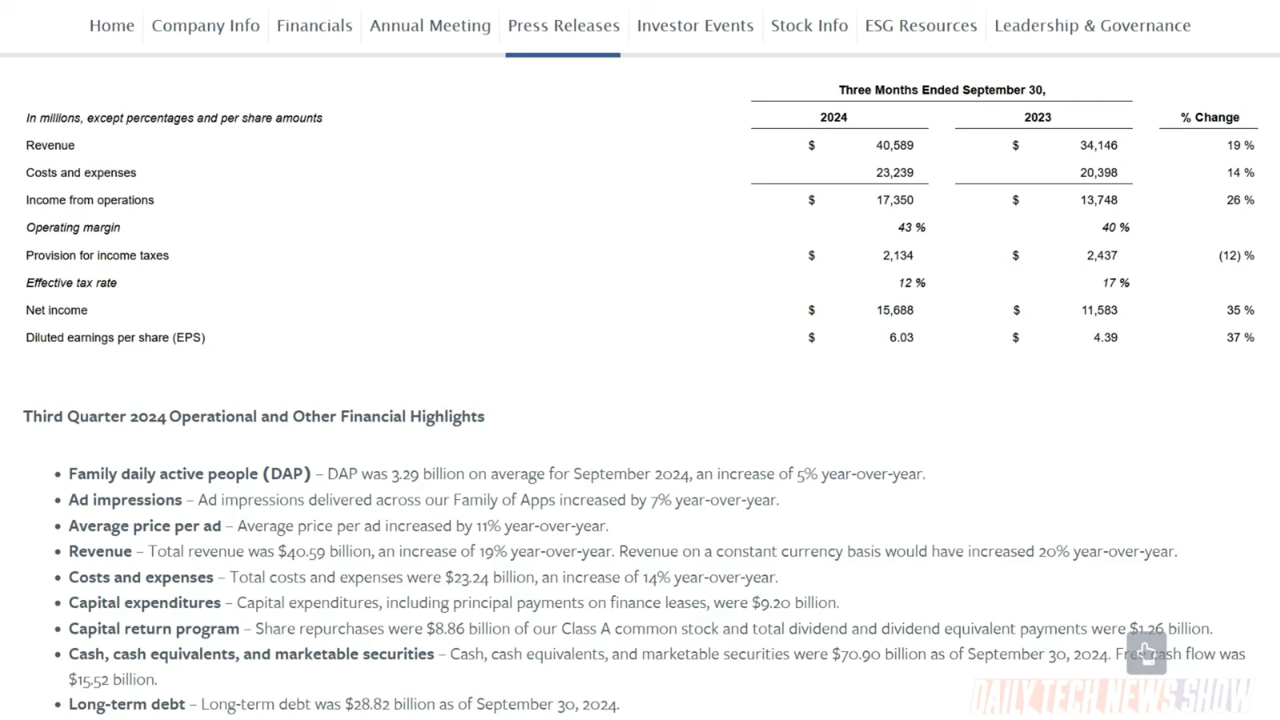 Home Company Info Financials Annual Meeting Press Releases Investor Events Stock Info ESG Resources Leadership & Governance
Three Months Ended September 30,
In millions, except percentages and per share amounts 2024 2023 % Change
Revenue $ 40,589 $ 34,146 19 %
Costs and expenses 23,239 20,398 14 %
Income from operations $ 17,350 $ 13,748 26 %
Operating margin 43 % 40 %
Provision for income taxes $ 2,134 $ 2,437 (12) %
Effective tax rate 12 % 17 %
Net income $ 15,688 $ 11,583 35 %
Diluted earnings per share (EPS) $ 6.03 $ 4.39 37 %
Third Quarter 2024 Operational and Other Financial Highlights
• Family daily active people (DAP) – DAP was 3.29 billion on average for September 2024, an increase of 5% year-over-year.
• Ad impressions – Ad impressions delivered across our Family of Apps increased by 7% year-over-year.
• Average price per ad – Average price per ad increased by 11% year-over-year.
• Revenue – Total revenue was $40.59 billion, an increase of 19% year-over-year. Revenue on a constant currency basis would have increased 20% year-over-year.
• Costs and expenses – Total costs and expenses were $23.24 billion, an increase of 14% year-over-year.
• Capital expenditures – Capital expenditures, including principal payments on finance leases, were $9.20 billion.
• Capital return program – Share repurchases were $8.86 billion of our Class A common stock and total dividend and dividend equivalent payments were $1.26 billion.
• Cash, cash equivalents, and marketable securities – Cash, cash equivalents, and marketable securities were $70.90 billion as of September 30, 2024. Free cash flow was
$15.52 billion.
• Long-term debt – Long-term debt was $28.82 billion as of September 30, 2024.
DAILY TECH NEWS SHOW